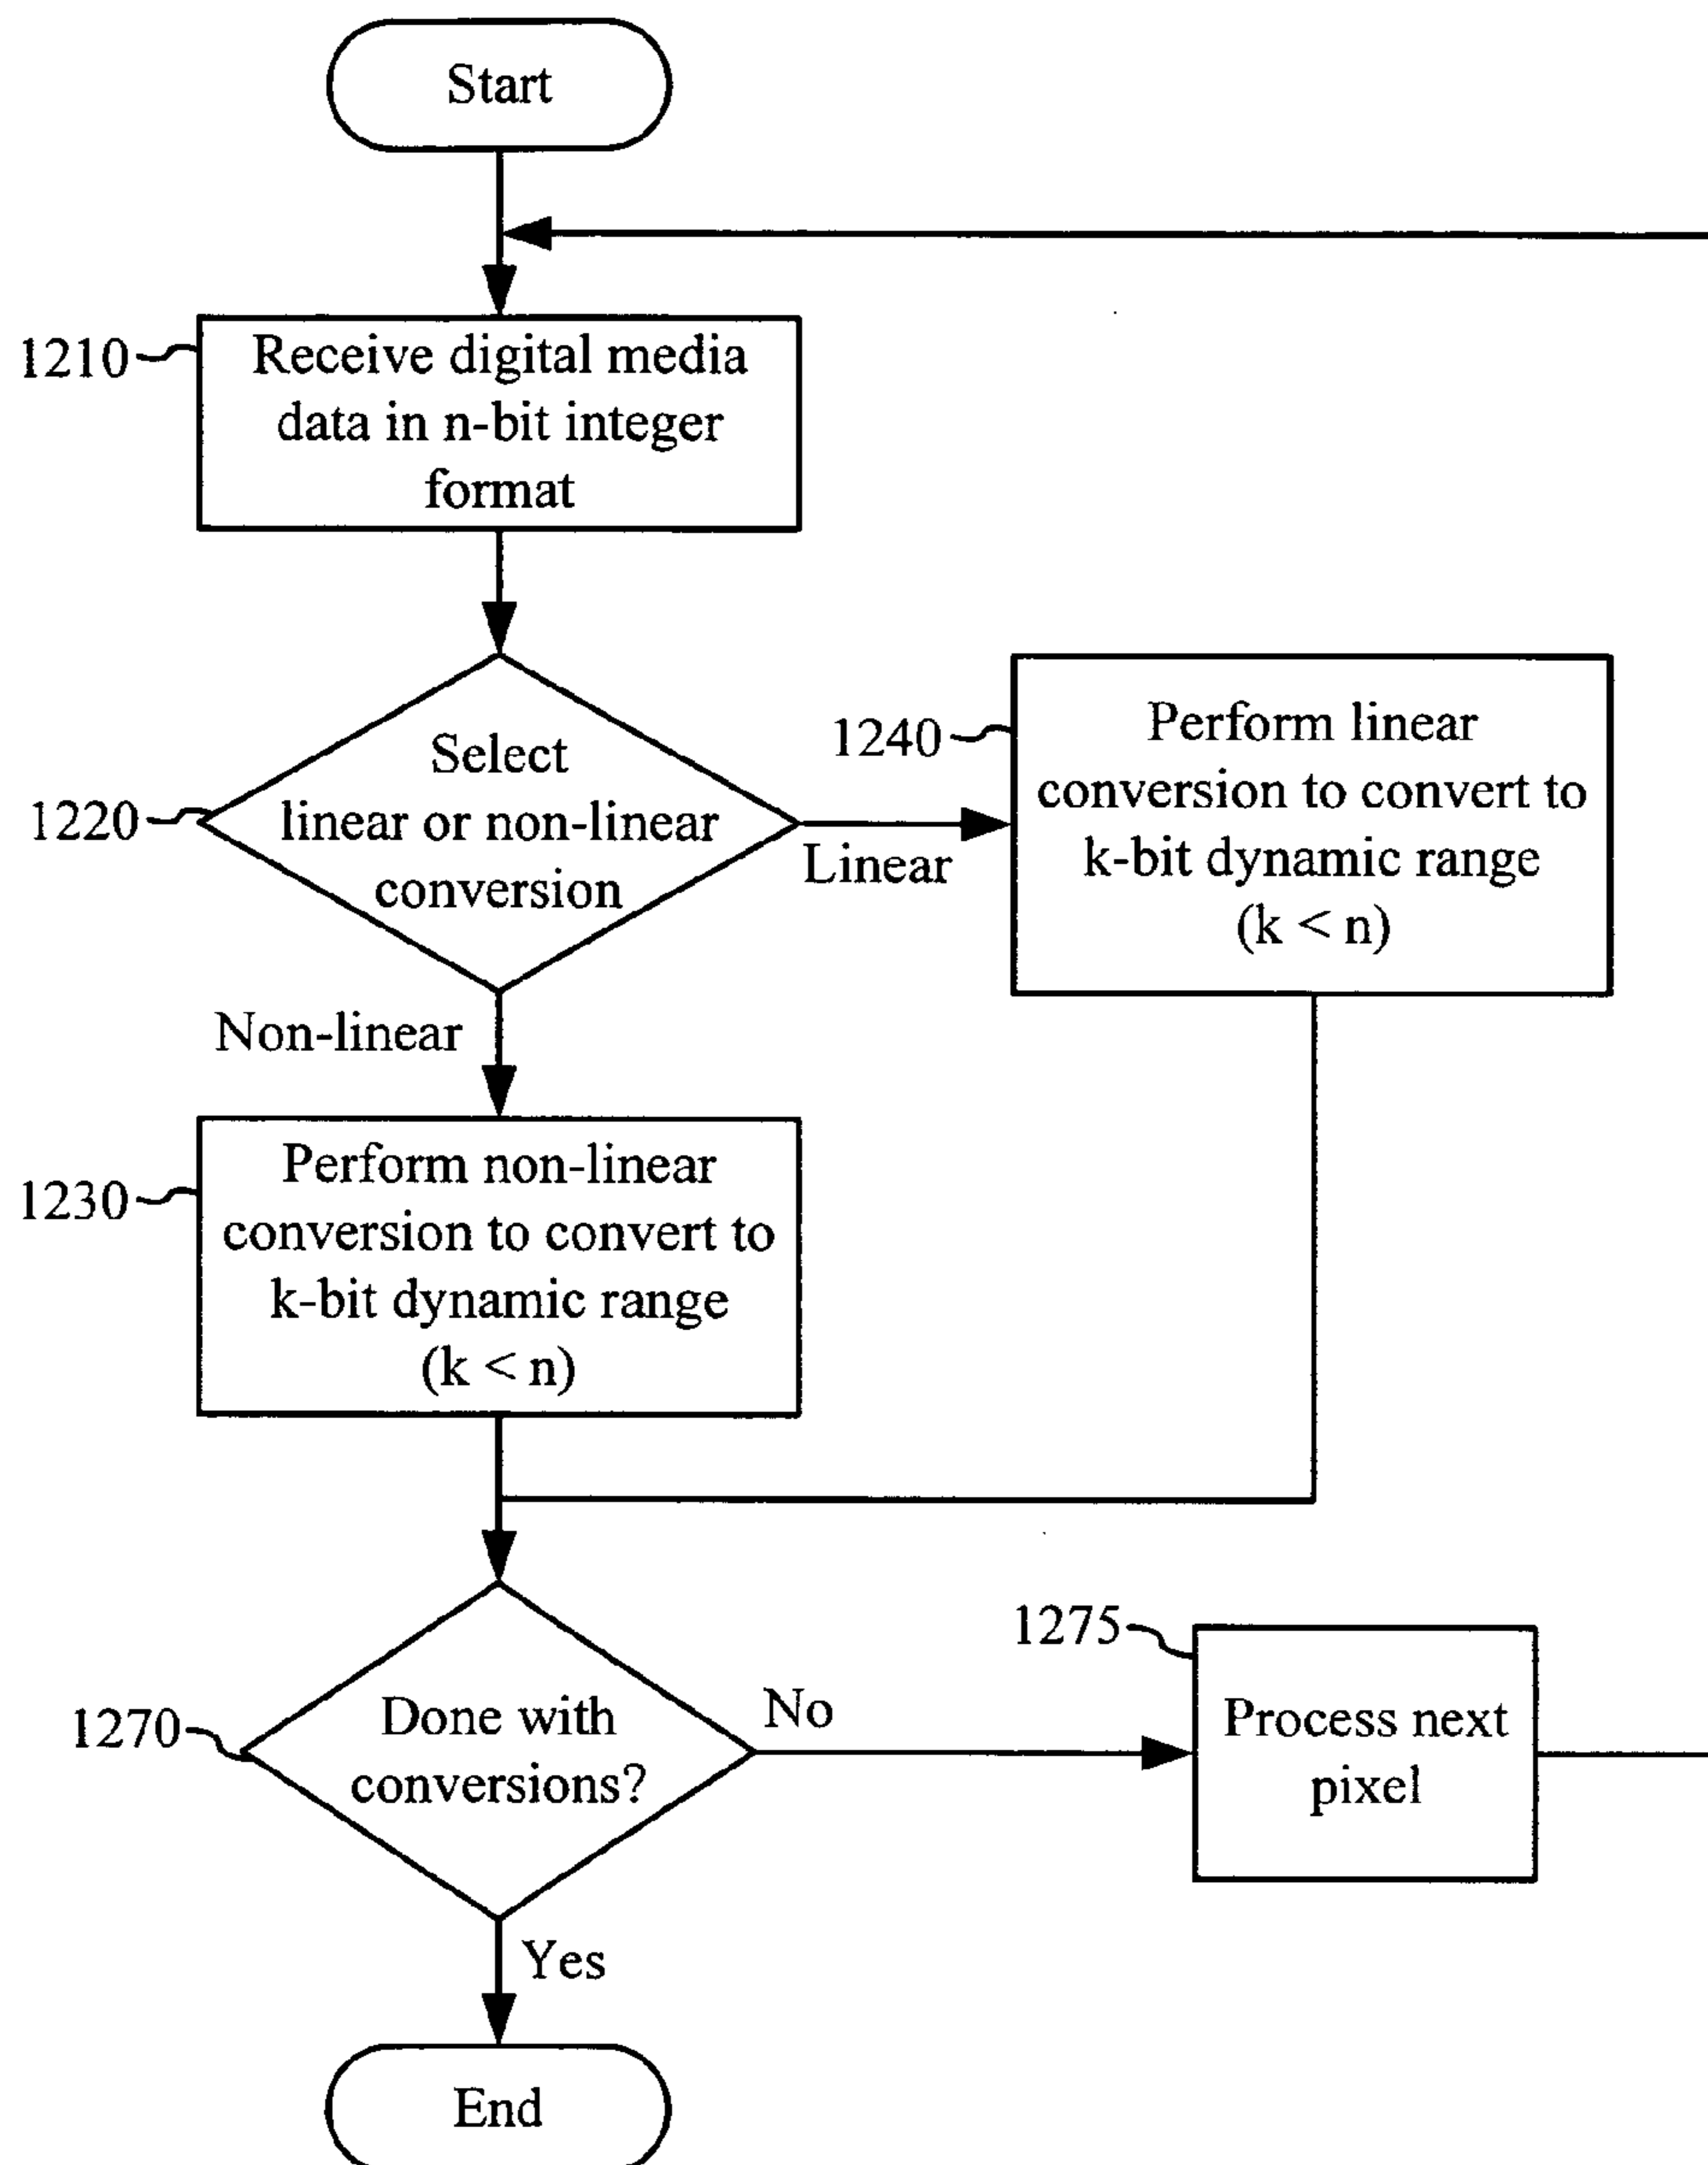 Start
1210
Receive digital media
data in n-bit integer
format
1220
Select
linear or non-linear
conversion
Linear
1240
Perform linear
conversion to convert to
k-bit dynamic range
(k < n)
Non-linear
1230
Perform non-linear
conversion to convert to
k-bit dynamic range
(k < n)
1270
Done with
conversions?
No
1275
Process next
pixel
Yes
End